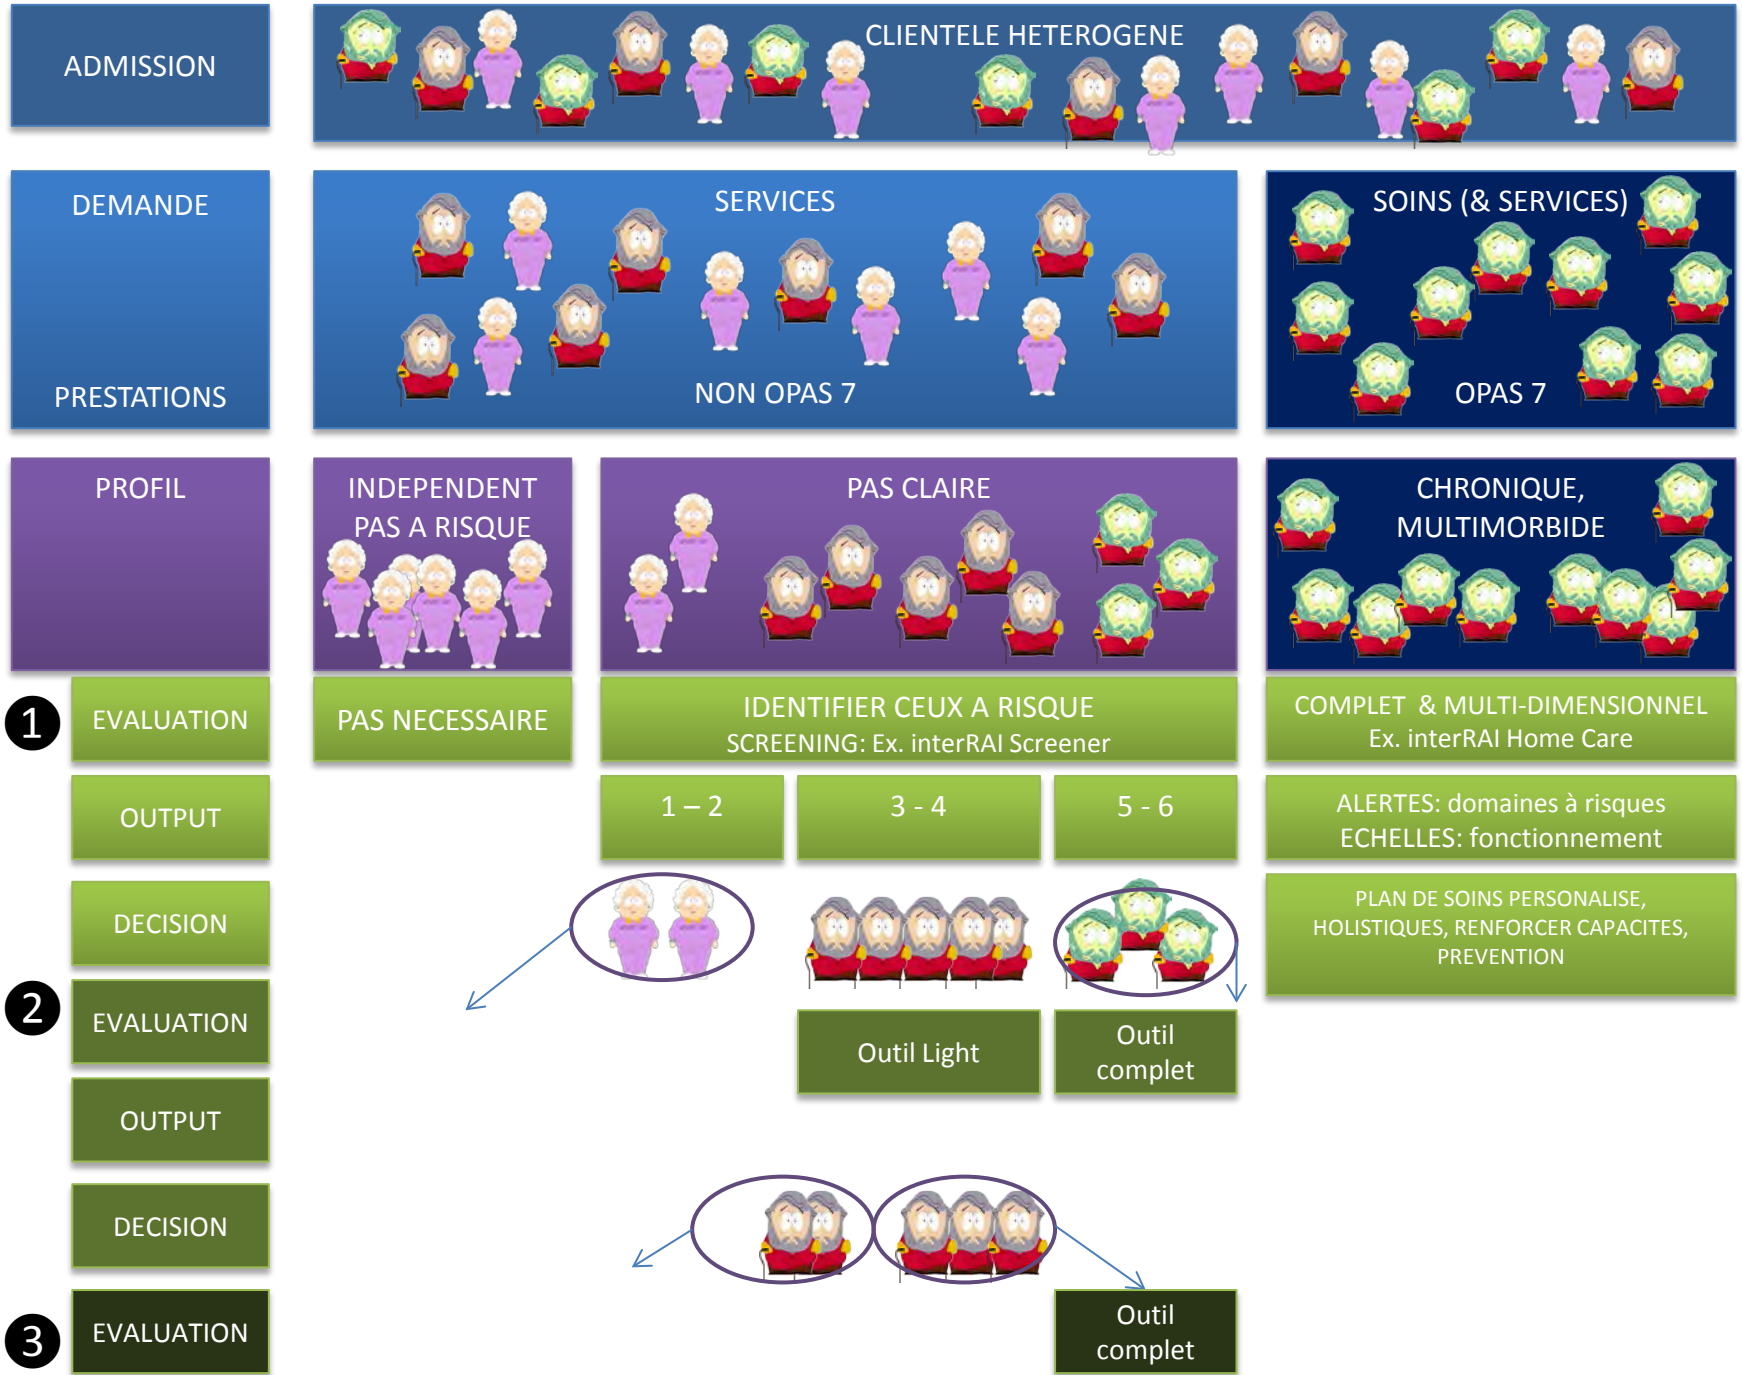 ADMISSION
CLIENTELE HETEROGENE
DEMANDE
PRESTATIONS
SERVICES
NON OPAS 7
SOINS (& SERVICES)
OPAS 7
PROFIL
INDEPENDENT
PAS A RISQUE
PAS CLAIRE
CHRONIQUE,
MULTIMORBIDE
1
EVALUATION
PAS NECESSAIRE
IDENTIFIER CEUX A RISQUE
SCREENING: Ex. interRAI Screener
COMPLET & MULTI-DIMENSIONNEL
Ex. interRAI Home Care
OUTPUT
1 – 2
3 - 4
5 - 6
ALERTES: domaines à risques
ECHELLES: fonctionnement
DECISION
PLAN DE SOINS PERSONALISE,
HOLISTIQUES, RENFORCER CAPACITES,
PREVENTION
2
EVALUATION
Outil Light
Outil
complet
OUTPUT
DECISION
3
EVALUATION
Outil
complet